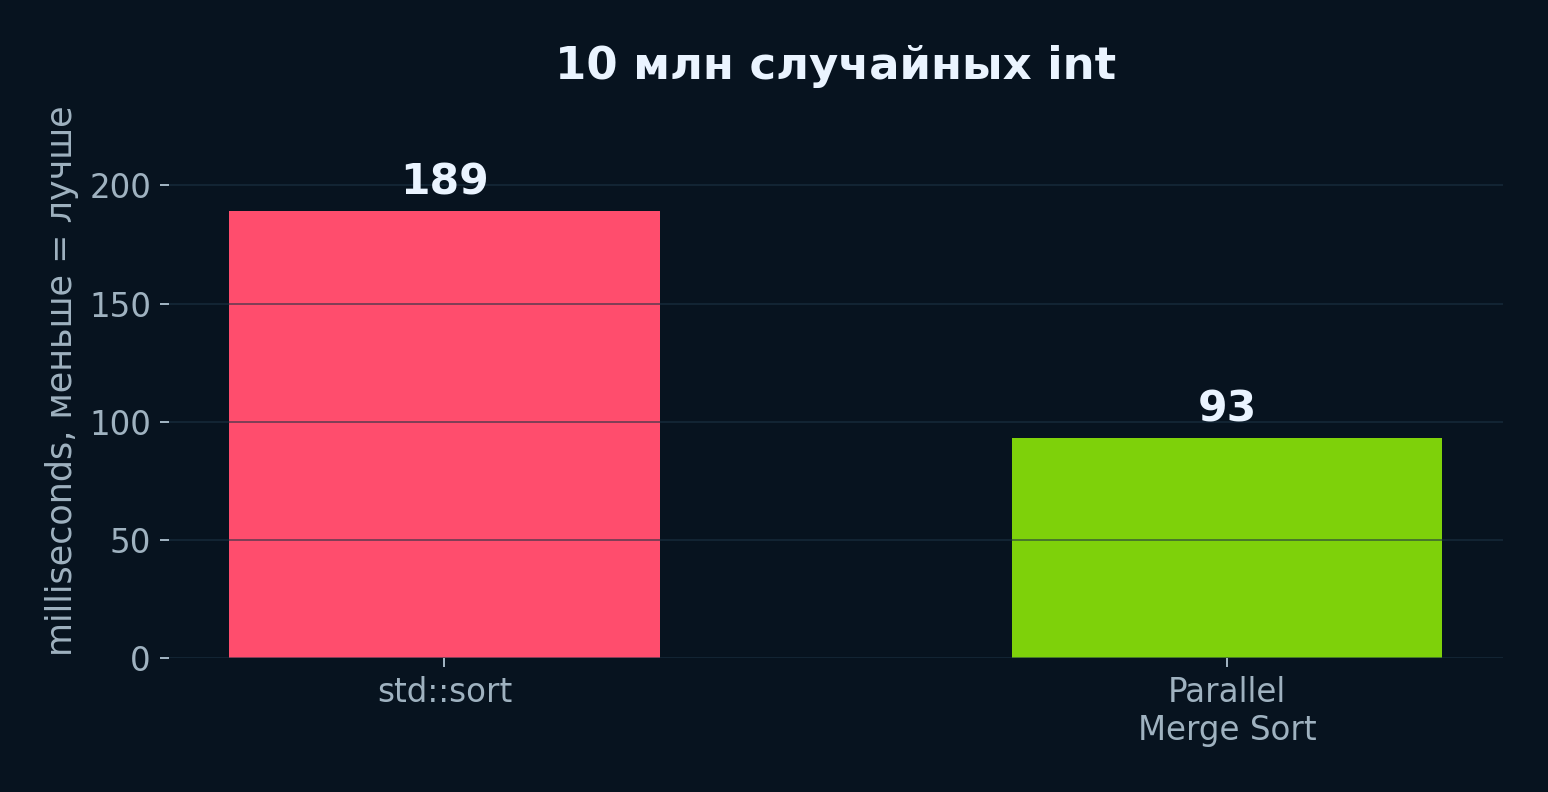 10 млн случайных int
milliseconds, меньше = лучше
200
150
100
50
0
189
93
std::sort
Parallel
Merge Sort